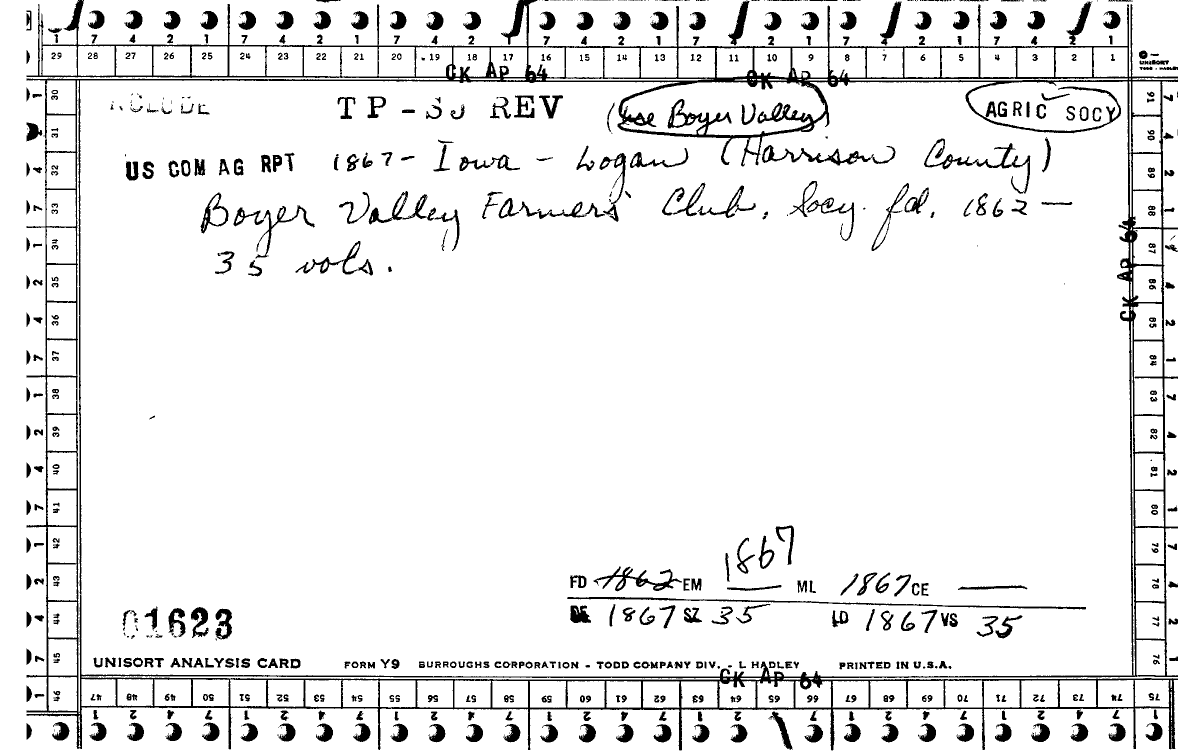 7 4 2 1 7 4 2 1 7 4 2 1 7 4 2 1 7 4 2 1 7 4 2 1 7 4 2 1
29 28 27 26 25 24 23 22 21 20 19 18 17 16 15 14 13 12 11 10 9 8 7 6 5 4 3 2 1
UNISORT
CK AP 64 CK AP 64
TP - SJ REV (use Boyer Valley) AGRIC SOCY
US COM AG RPT 1867 - Iowa - Logan (Harrison County)
Boyer Valley Farmers' Club, Socy. fd. 1862 -
35 vols.
CK AP 64
30 31 32 33 34 35 36 37 38 39 40 41 42 43 44 45 46
91 90 89 88 87 86 85 84 83 82 81 80 79 78 77 76 75
1867
FD 1862 EM ML 1867 CE
DE 1867 SZ 35 LD 1867 VS 35
01623
UNISORT ANALYSIS CARD FORM Y9 BURROUGHS CORPORATION - TODD COMPANY DIV. - L HADLEY PRINTED IN U.S.A.
CK AP 64
47 48 49 50 51 52 53 54 55 56 57 58 59 60 61 62 63 64 65 66 67 68 69 70 71 72 73 74